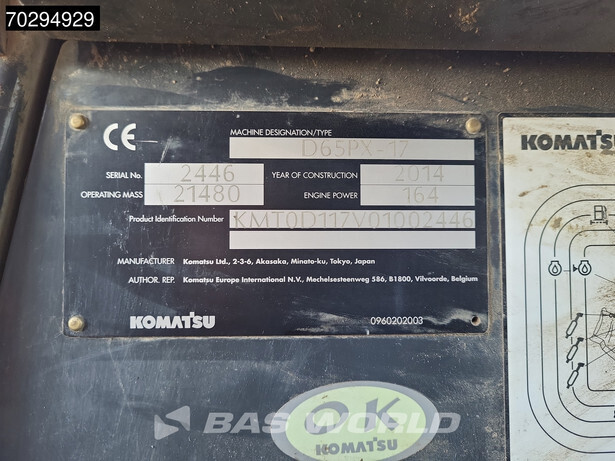 70294929
CE
MACHINE DESIGNATION/TYPE
D65PX-17
SERIAL No. 2446 YEAR OF CONSTRUCTION 2014
OPERATING MASS 21480 ENGINE POWER 164
Product Identification Number KMT0D117V01002446
MANUFACTURER Komatsu Ltd., 2-3-6, Akasaka, Minato-ku, Tokyo, Japan
AUTHOR. REP. Komatsu Europe International N.V., Mechelsesteenweg 586, B1800, Vilvoorde, Belgium
KOMATSU 0960202003
KOMATSU
BAS WORLD
OK
KOMATSU